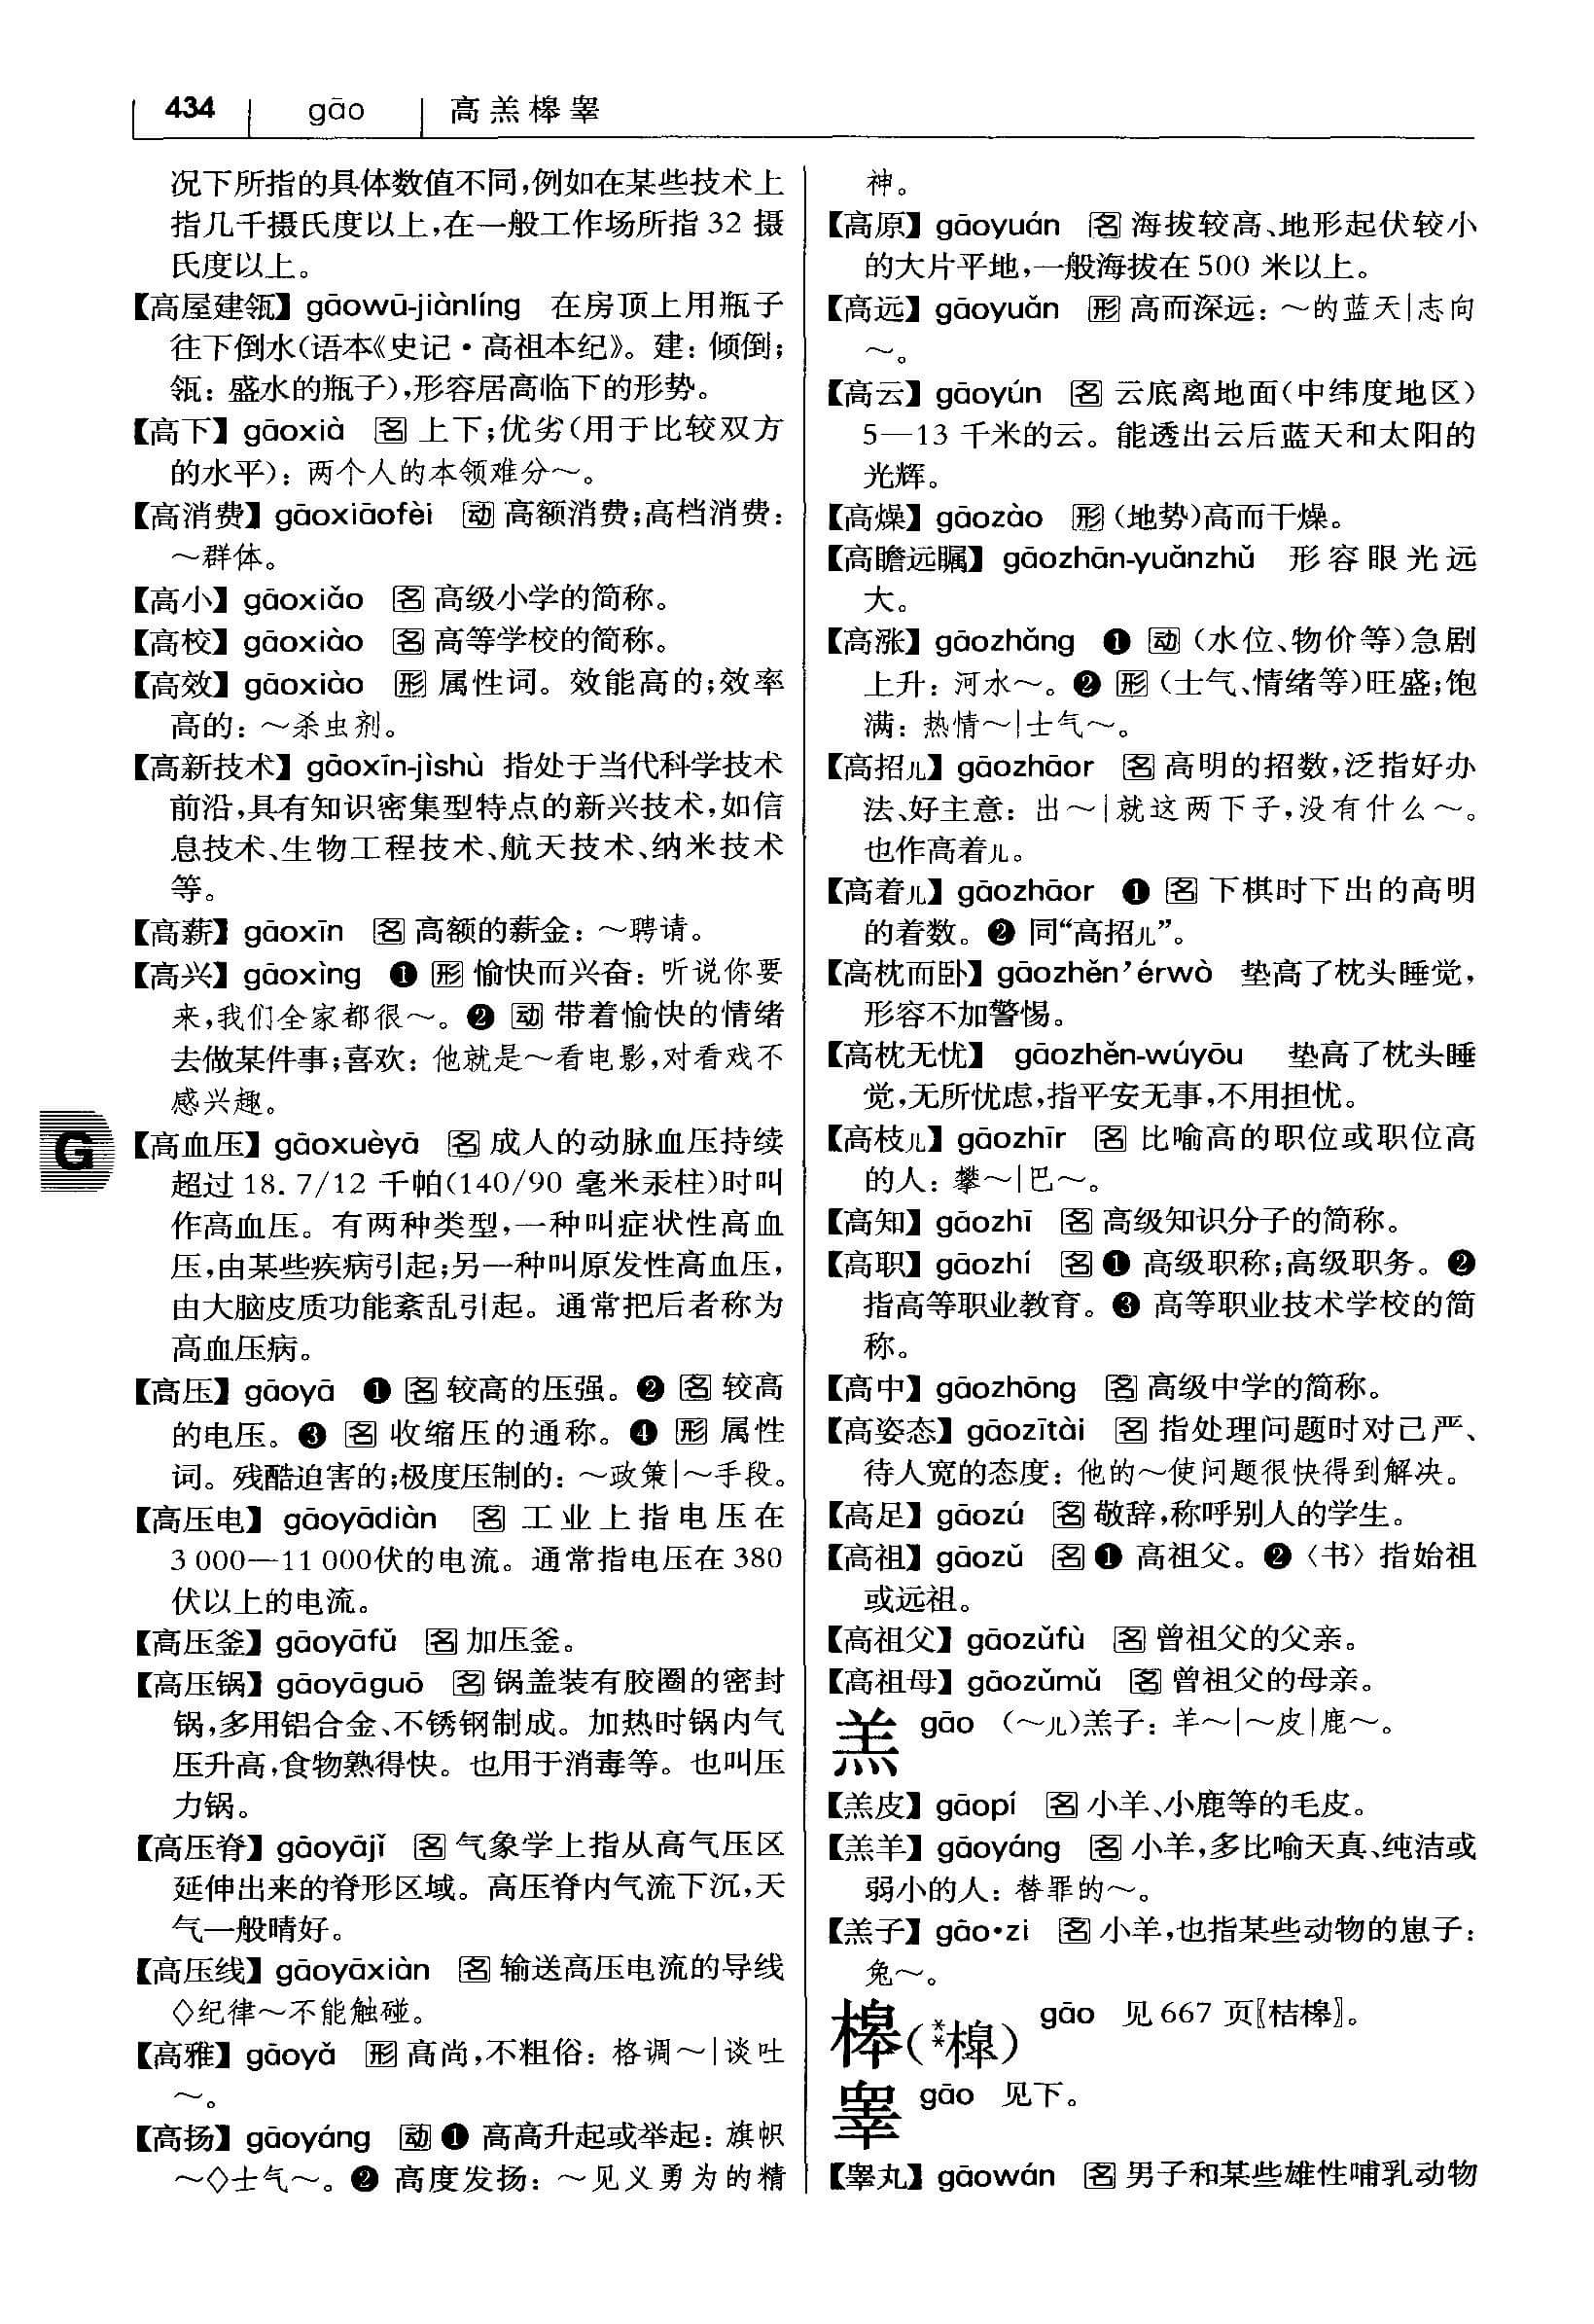 434 gāo 高羔槔睾
况下所指的具体数值不同,例如在某些技术上
指几千摄氏度以上,在一般工作场所指 32 摄
氏度以上。
【高屋建瓴】gāowū-jiànlíng 在房顶上用瓶子
往下倒水(语本《史记·高祖本纪》。建：倾倒;
瓴：盛水的瓶子),形容居高临下的形势。
【高下】gāoxià 名 上下;优劣(用于比较双方
的水平)：两个人的本领难分～。
【高消费】gāoxiāofèi 动 高额消费;高档消费：
～群体。
【高小】gāoxiǎo 名 高级小学的简称。
【高校】gāoxiào 名 高等学校的简称。
【高效】gāoxiào 形 属性词。效能高的;效率
高的：～杀虫剂。
【高新技术】gāoxīn-jìshù 指处于当代科学技术
前沿,具有知识密集型特点的新兴技术,如信
息技术、生物工程技术、航天技术、纳米技术
等。
【高薪】gāoxīn 名 高额的薪金：～聘请。
【高兴】gāoxìng ❶ 形 愉快而兴奋：听说你要
来,我们全家都很～。❷ 动 带着愉快的情绪
去做某件事;喜欢：他就是～看电影,对看戏不
感兴趣。
G
【高血压】gāoxuèyā 名 成人的动脉血压持续
超过 18.7/12 千帕(140/90 毫米汞柱)时叫
作高血压。有两种类型,一种叫症状性高血
压,由某些疾病引起;另一种叫原发性高血压,
由大脑皮质功能紊乱引起。通常把后者称为
高血压病。
【高压】gāoyā ❶ 名 较高的压强。❷ 名 较高
的电压。❸ 名 收缩压的通称。❹ 形 属性
词。残酷迫害的;极度压制的：～政策|～手段。
【高压电】gāoyādiàn 名 工业上指电压在
3 000—11 000伏的电流。通常指电压在 380
伏以上的电流。
【高压釜】gāoyāfǔ 名 加压釜。
【高压锅】gāoyāguō 名 锅盖装有胶圈的密封
锅,多用铝合金、不锈钢制成。加热时锅内气
压升高,食物熟得快。也用于消毒等。也叫压
力锅。
【高压脊】gāoyājǐ 名 气象学上指从高气压区
延伸出来的脊形区域。高压脊内气流下沉,天
气一般晴好。
【高压线】gāoyāxiàn 名 输送高压电流的导线
◇纪律～不能触碰。
【高雅】gāoyǎ 形 高尚,不粗俗：格调～|谈吐
～。
【高扬】gāoyáng 动 ❶ 高高升起或举起：旗帜
～◇士气～。❷ 高度发扬：～见义勇为的精
神。
【高原】gāoyuán 名 海拔较高、地形起伏较小
的大片平地,一般海拔在 500 米以上。
【高远】gāoyuǎn 形 高而深远：～的蓝天|志向
～。
【高云】gāoyún 名 云底离地面(中纬度地区)
5—13 千米的云。能透出云后蓝天和太阳的
光辉。
【高燥】gāozào 形 (地势)高而干燥。
【高瞻远瞩】gāozhān-yuǎnzhǔ 形容眼光远
大。
【高涨】gāozhǎng ❶ 动 (水位、物价等)急剧
上升：河水～。❷ 形 (士气、情绪等)旺盛;饱
满：热情～|士气～。
【高招儿】gāozhāor 名 高明的招数,泛指好办
法、好主意：出～|就这两下子,没有什么～。
也作高着儿。
【高着儿】gāozhāor ❶ 名 下棋时下出的高明
的着数。❷ 同“高招儿”。
【高枕而卧】gāozhěn’érwò 垫高了枕头睡觉,
形容不加警惕。
【高枕无忧】gāozhěn-wúyōu 垫高了枕头睡
觉,无所忧虑,指平安无事,不用担忧。
【高枝儿】gāozhīr 名 比喻高的职位或职位高
的人：攀～|巴～。
【高知】gāozhī 名 高级知识分子的简称。
【高职】gāozhí 名 ❶ 高级职称;高级职务。❷
指高等职业教育。❸ 高等职业技术学校的简
称。
【高中】gāozhōng 名 高级中学的简称。
【高姿态】gāozītài 名 指处理问题时对己严、
待人宽的态度：他的～使问题很快得到解决。
【高足】gāozú 名 敬辞,称呼别人的学生。
【高祖】gāozǔ 名 ❶ 高祖父。❷〈书〉指始祖
或远祖。
【高祖父】gāozǔfù 名 曾祖父的父亲。
【高祖母】gāozǔmǔ 名 曾祖父的母亲。
羔 gāo (～儿)羔子：羊～|～皮|鹿～。
【羔皮】gāopí 名 小羊、小鹿等的毛皮。
【羔羊】gāoyáng 名 小羊,多比喻天真、纯洁或
弱小的人：替罪的～。
【羔子】gāo•zi 名 小羊,也指某些动物的崽子：
兔～。
槔(**槹) gāo 见 667 页〖桔槔〗。
睾 gāo 见下。
【睾丸】gāowán 名 男子和某些雄性哺乳动物